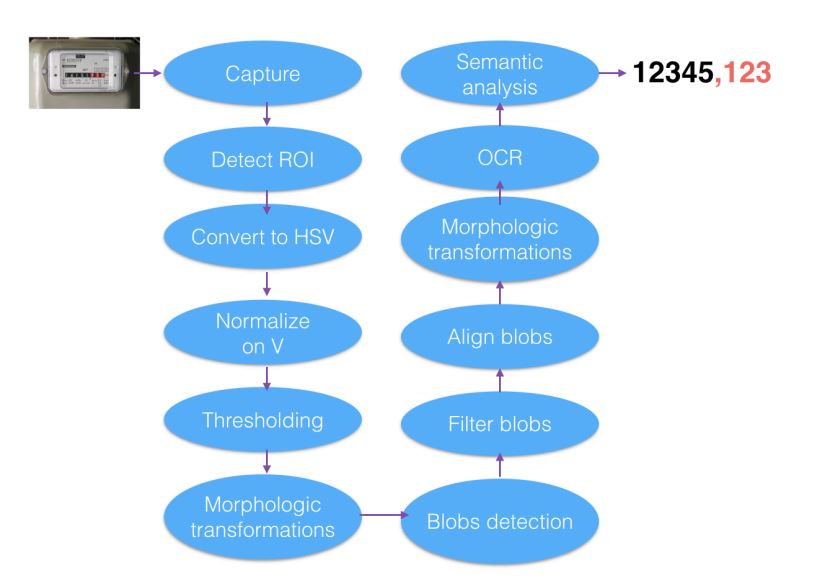 Capture
Detect ROI
Convert to HSV
Normalize
on V
Thresholding
Morphologic
transformations
Blobs detection
Filter blobs
Align blobs
Morphologic
transformations
OCR
Semantic
analysis
12345,123